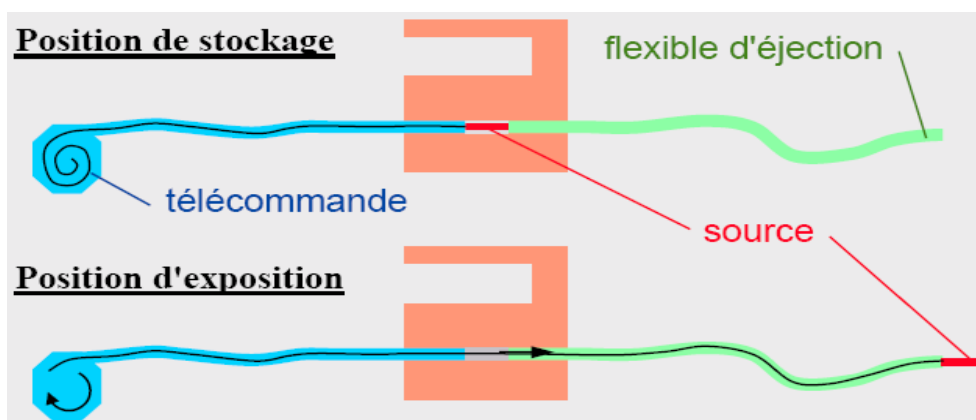 Position de stockage
flexible d'éjection
télécommande
source
Position d'exposition